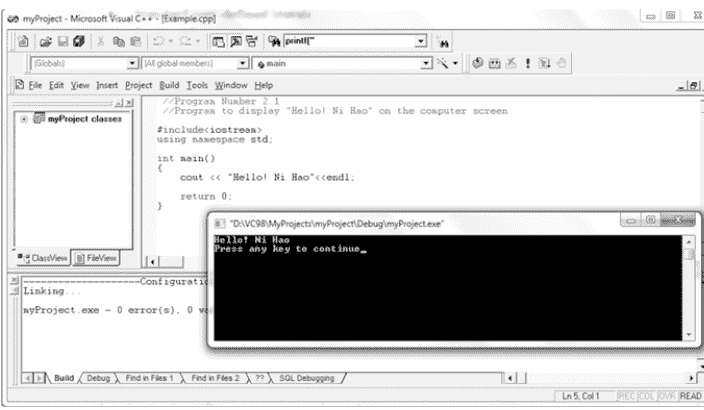 myProject - Microsoft Visual C++ - [Example.cpp]
printf("
(Globals) [All global members] main
File Edit View Insert Project Build Tools Window Help
myProject classes
//Program Number 2.1
//Program to display "Hello! Ni Hao" on the computer screen
#include<iostream>
using namespace std;
int main()
{
cout << "Hello! Ni Hao"<<endl;
return 0;
}
"D:\VC98\MyProjects\myProject\Debug\myProject.exe"
Hello! Ni Hao
Press any key to continue_
ClassView FileView
--------------------Configurati
Linking...
myProject.exe - 0 error(s), 0 wa
Build Debug Find in Files 1 Find in Files 2 ?? SQL Debugging
Ln 5, Col 1 REC COL OVR READ